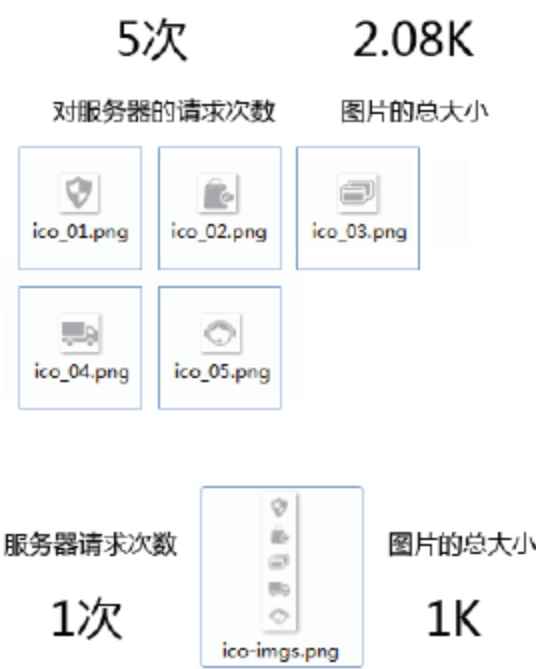 5次 2.08K
对服务器的请求次数 图片的总大小
ico_01.png ico_02.png ico_03.png
ico_04.png ico_05.png
服务器请求次数 图片的总大小
1次 1K
ico-imgs.png